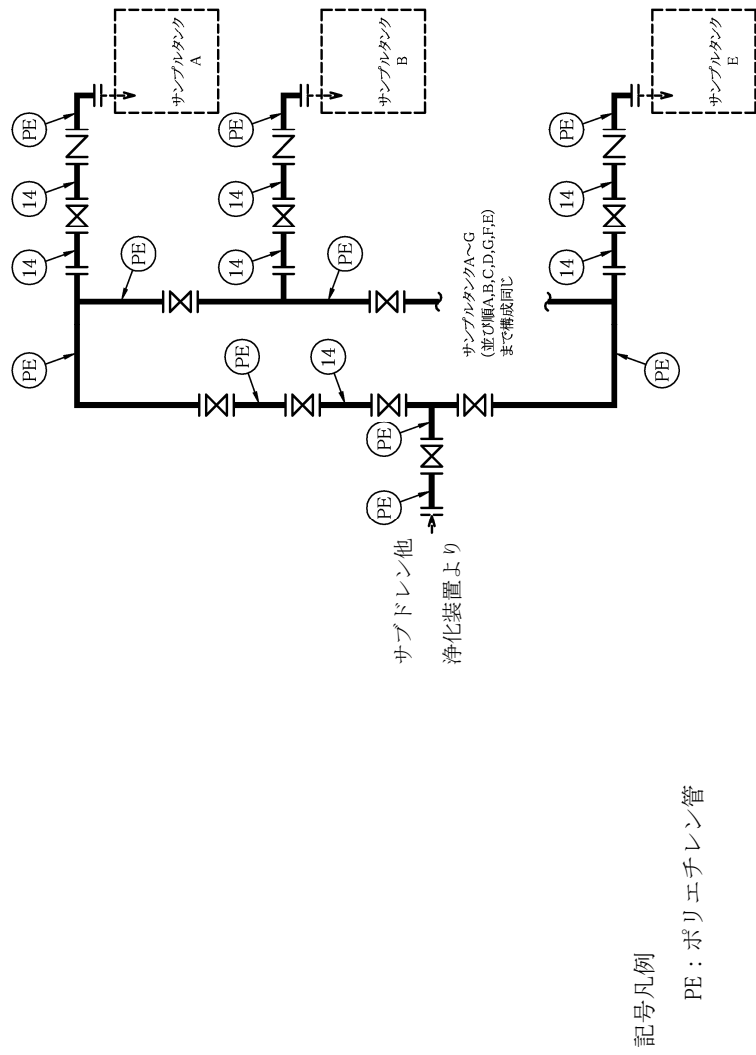 PE
14
14
PE
サンプルタンク
A
PE
PE
14
14
PE
サンプルタンク
B
PE
PE
14
PE
PE
サンプルタンクA～G
(並び順A,B,C,D,G,F,E)
まで構成同じ
PE
14
14
PE
サンプルタンク
E
サブドレン他
浄化装置より
記号凡例
PE：ポリエチレン管